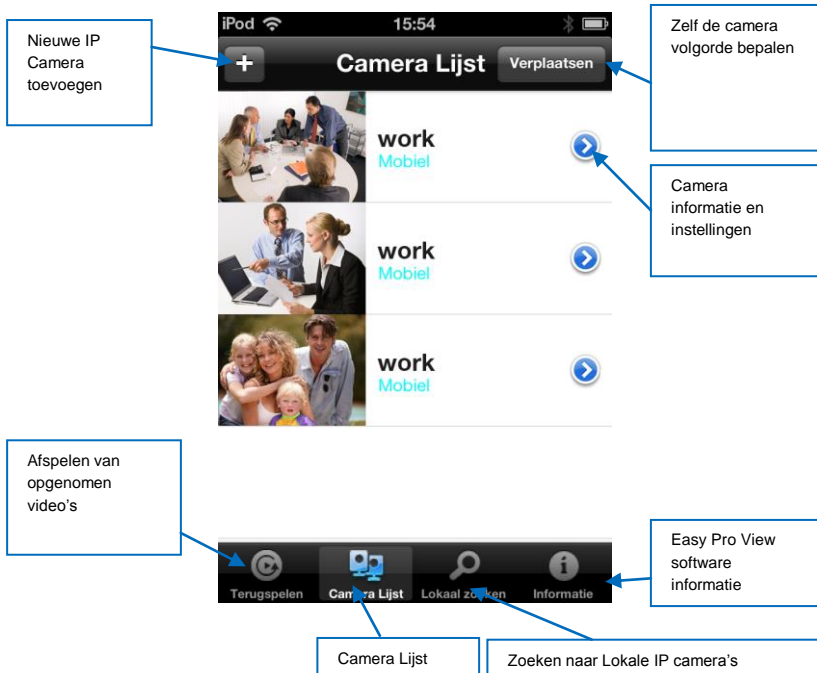 iPod 15:54
Camera Lijst Verplaatsen
Nieuwe IP
Camera
toevoegen
Zelf de camera
volgorde bepalen
work
Mobiel
Camera
informatie en
instellingen
work
Mobiel
work
Mobiel
Afspelen van
opgenomen
video's
Easy Pro View
software
informatie
Terugspelen Camera Lijst Lokaal zoeken Informatie
Camera Lijst
Zoeken naar Lokale IP camera's